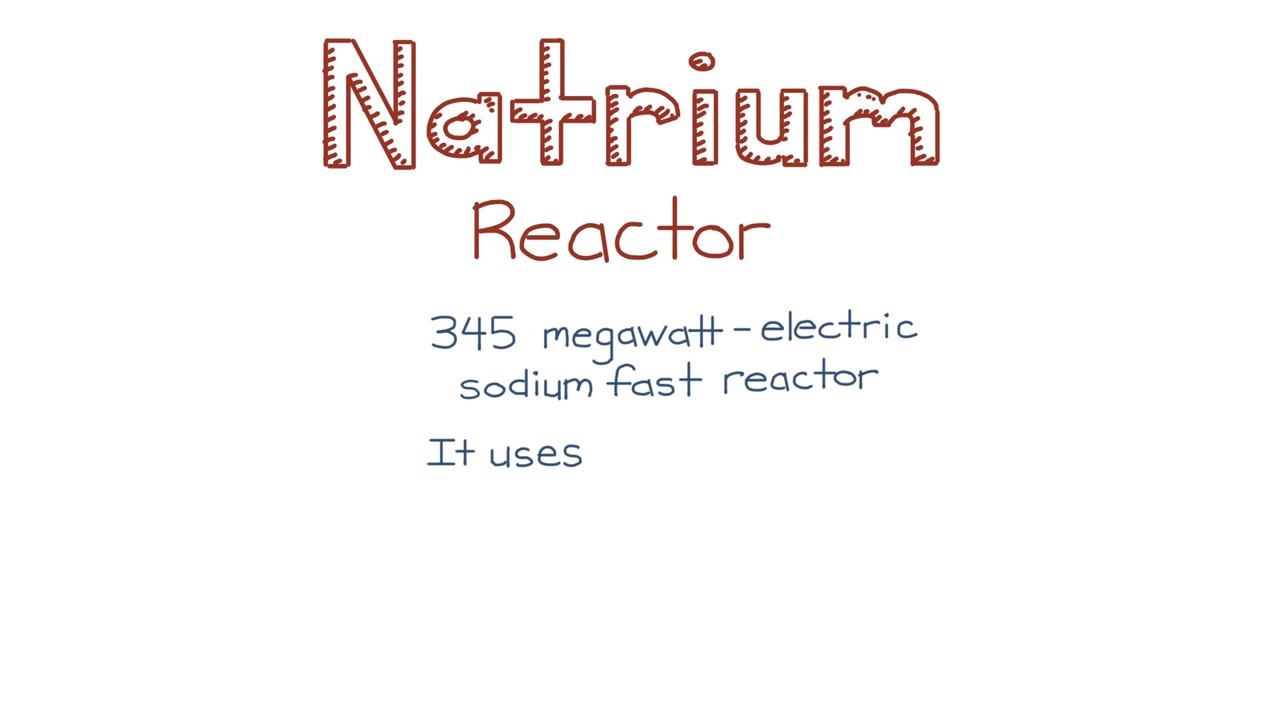 Natrium
Reactor
345 megawatt-electric
sodium fast reactor
It uses